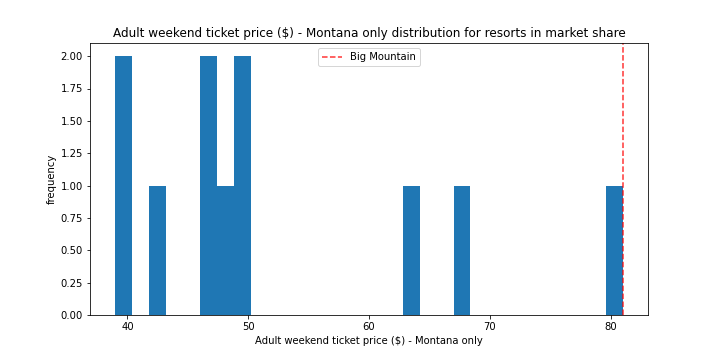 Adult weekend ticket price ($) - Montana only distribution for resorts in market share
Big Mountain
2.00
1.75
1.50
1.25
1.00
0.75
0.50
0.25
0.00
frequency
40 50 60 70 80
Adult weekend ticket price ($) - Montana only